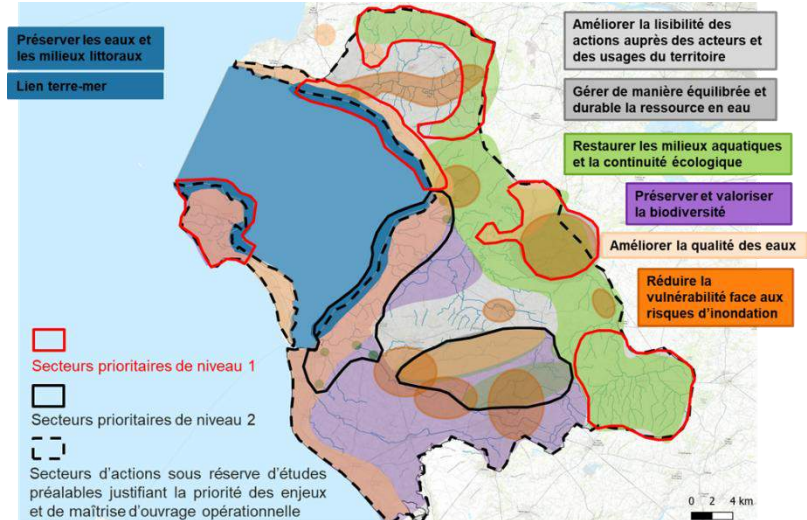 Préserver les eaux et
les milieux littoraux
Lien terre-mer
Améliorer la lisibilité des
actions auprès des acteurs et
des usages du territoire
Gérer de manière équilibrée et
durable la ressource en eau
Restaurer les milieux aquatiques
et la continuité écologique
Préserver et valoriser
la biodiversité
Améliorer la qualité des eaux
Réduire la
vulnérabilité face aux
risques d'inondation
Secteurs prioritaires de niveau 1
Secteurs prioritaires de niveau 2
Secteurs d'actions sous réserve d'études
préalables justifiant la priorité des enjeux
et de maîtrise d'ouvrage opérationnelle
0 2 4 km